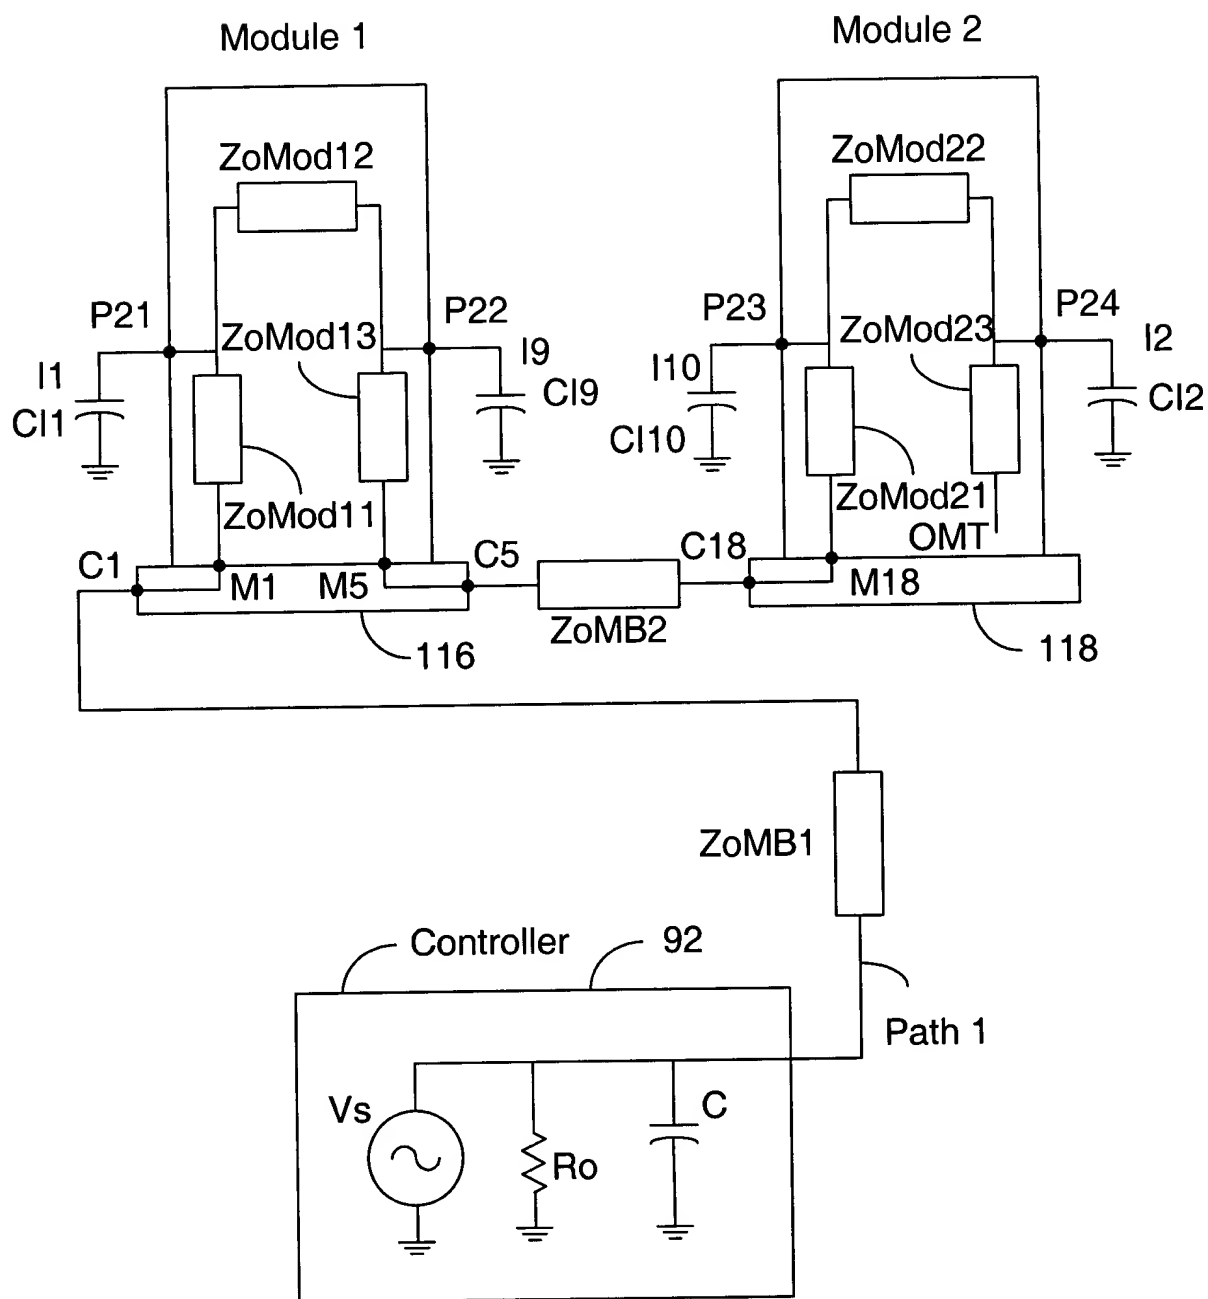 Module 1
Module 2
ZoMod12
ZoMod22
P21
ZoMod13
P22
P23
ZoMod23
P24
I1
CI1
I9
CI9
I10
CI10
I2
CI2
ZoMod11
ZoMod21
OMT
C1
M1
M5
C5
C18
M18
ZoMB2
116
118
ZoMB1
Controller
92
Path 1
Vs
Ro
C